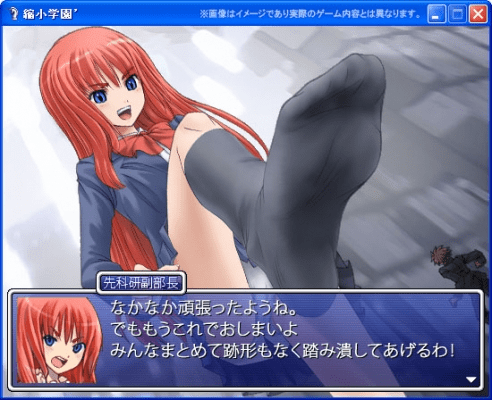 縮小学園’
※画像はイメージであり実際のゲーム内容とは異なります。
先科研副部長
なかなか頑張ったようね。
でももうこれでおしまいよ
みんなまとめて跡形もなく踏み潰してあげるわ!